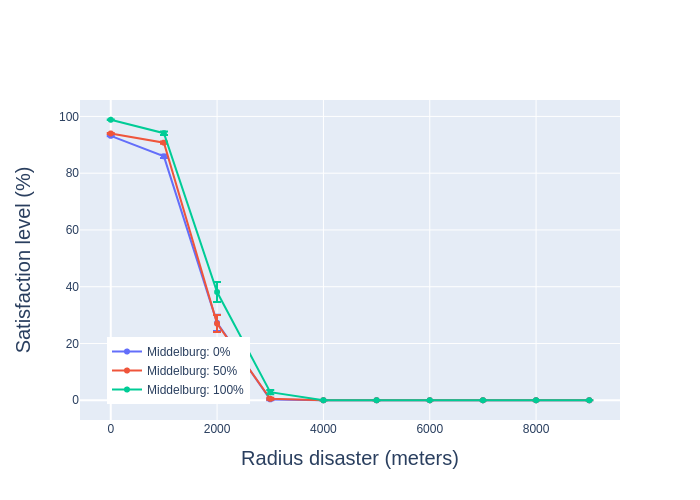 Satisfaction level (%)
100
80
60
40
20
0
Middelburg: 0%
Middelburg: 50%
Middelburg: 100%
0 2000 4000 6000 8000
Radius disaster (meters)